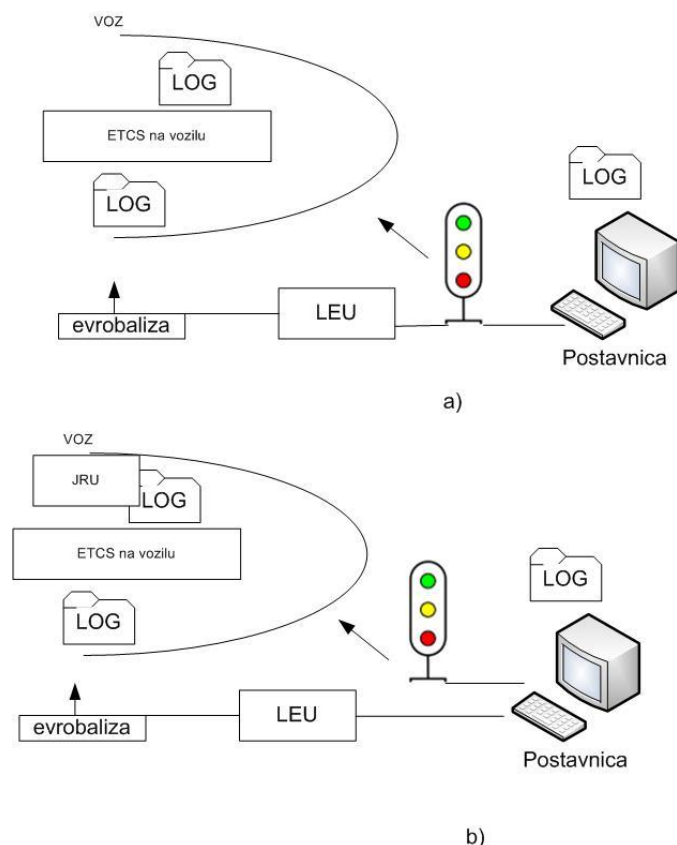 VOZ
LOG
ETCS na vozilu
LOG
LOG
evrobaliza
LEU
Postavnica
a)
VOZ
JRU
LOG
ETCS na vozilu
LOG
LOG
evrobaliza
LEU
Postavnica
b)